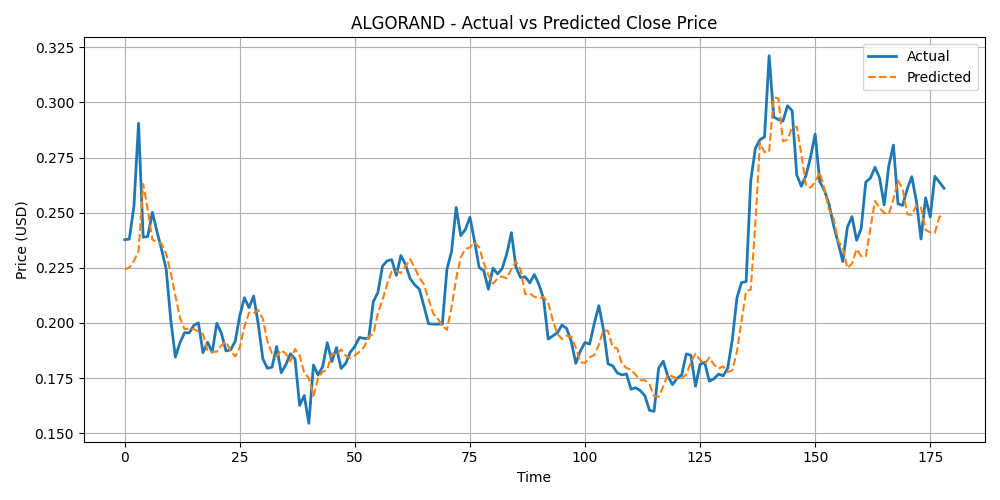 ALGORAND - Actual vs Predicted Close Price
Actual
Predicted
Price (USD)
0.325
0.300
0.275
0.250
0.225
0.200
0.175
0.150
0 25 50 75 100 125 150 175
Time